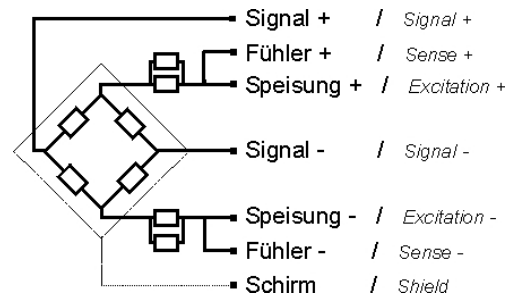 Signal + / Signal +
Fühler + / Sense +
Speisung + / Excitation +
Signal - / Signal -
Speisung - / Excitation -
Fühler - / Sense -
Schirm / Shield